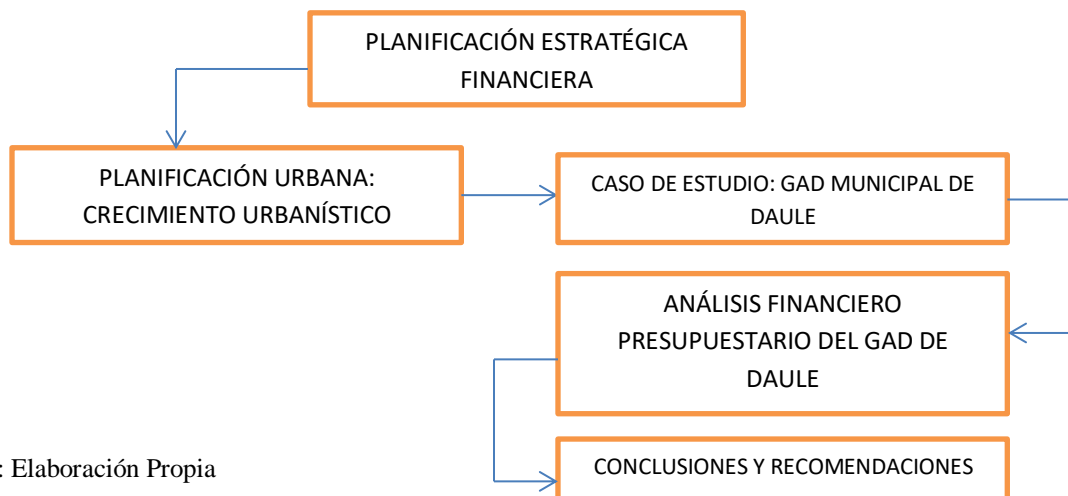 PLANIFICACIÓN ESTRATÉGICA
FINANCIERA
PLANIFICACIÓN URBANA:
CRECIMIENTO URBANÍSTICO
CASO DE ESTUDIO: GAD MUNICIPAL DE
DAULE
ANÁLISIS FINANCIERO
PRESUPUESTARIO DEL GAD DE
DAULE
CONCLUSIONES Y RECOMENDACIONES
: Elaboración Propia